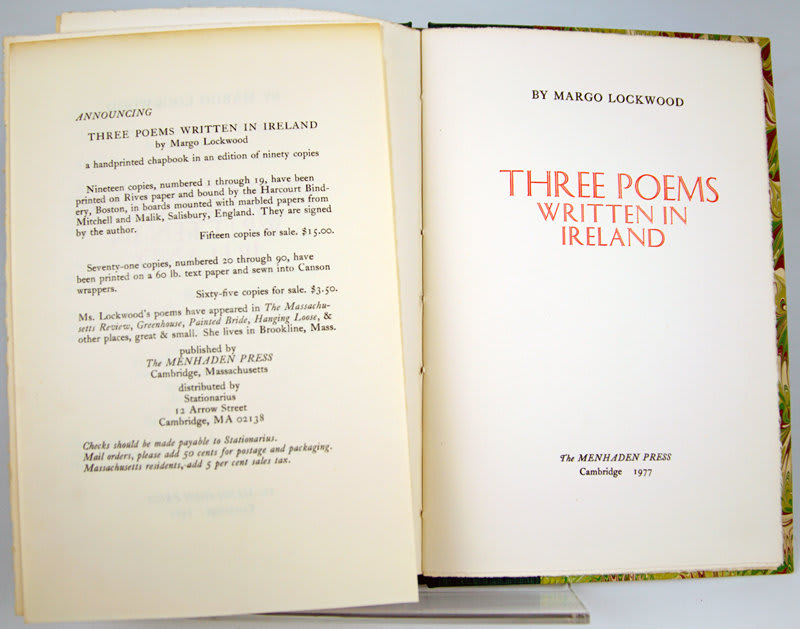 ANNOUNCING
THREE POEMS WRITTEN IN IRELAND
by Margo Lockwood
a handprinted chapbook in an edition of ninety copies
Nineteen copies, numbered 1 through 19, have been
printed on Rives paper and bound by the Harcourt Bind-
ery, Boston, in boards mounted with marbled papers from
Mitchell and Malik, Salisbury, England. They are signed
by the author.
Fifteen copies for sale. $15.00.
Seventy-one copies, numbered 20 through 90, have
been printed on a 60 lb. text paper and sewn into Canson
wrappers.
Sixty-five copies for sale. $3.50.
Ms. Lockwood's poems have appeared in The Massachu-
setts Review, Greenhouse, Painted Bride, Hanging Loose, &
other places, great & small. She lives in Brookline, Mass.
published by
The MENHADEN PRESS
Cambridge, Massachusetts
distributed by
Stationarius
12 Arrow Street
Cambridge, MA 02138
Checks should be made payable to Stationarius.
Mail orders, please add 50 cents for postage and packaging.
Massachusetts residents, add 5 per cent sales tax.
BY MARGO LOCKWOOD
THREE POEMS
WRITTEN IN
IRELAND
The MENHADEN PRESS
Cambridge 1977